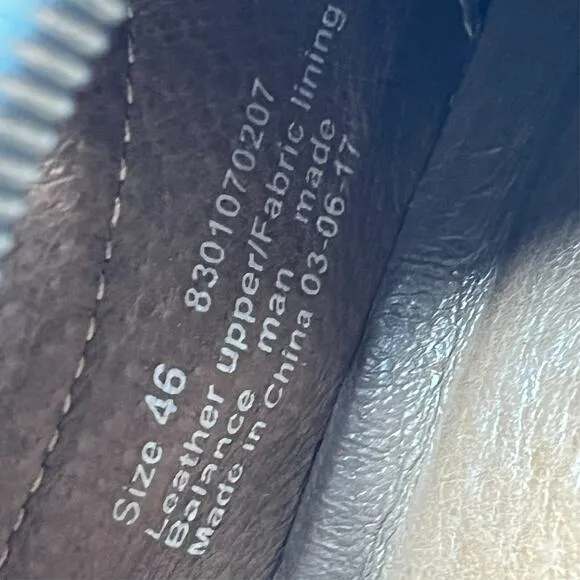 Size 46 8301070207
Leather upper/Fabric lining
Balance man made
Made in China 03-06-17